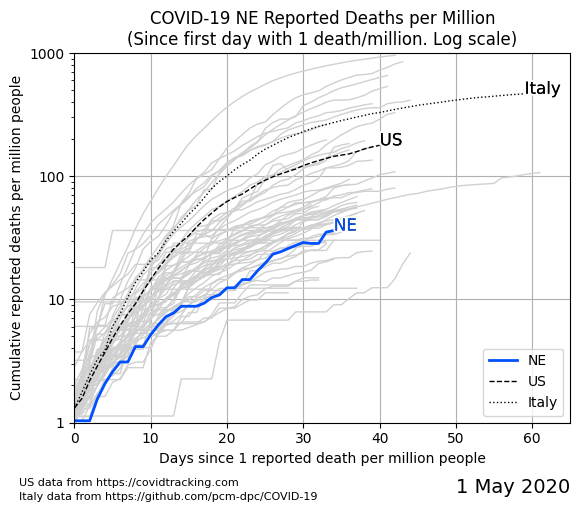 COVID-19 NE Reported Deaths per Million
(Since first day with 1 death/million. Log scale)
Cumulative reported deaths per million people
1000
100
10
1
Italy
US
NE
NE
US
Italy
0 10 20 30 40 50 60
Days since 1 reported death per million people
US data from https://covidtracking.com
Italy data from https://github.com/pcm-dpc/COVID-19
1 May 2020